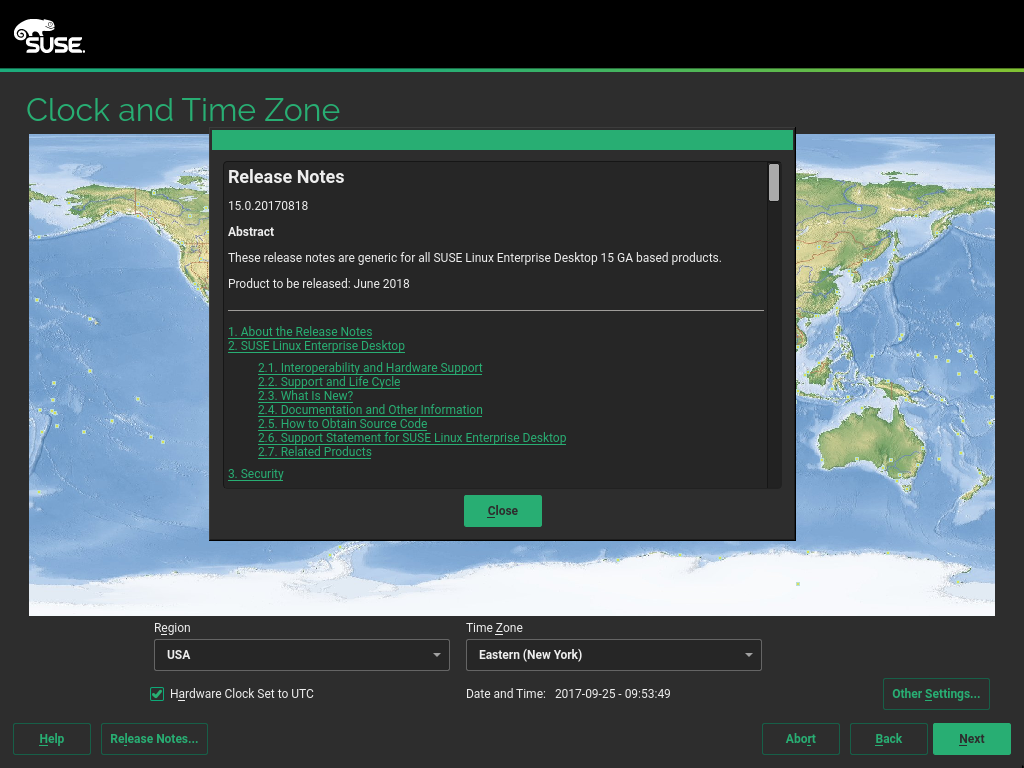 SUSE
Clock and Time Zone
Release Notes
15.0.20170818
Abstract
These release notes are generic for all SUSE Linux Enterprise Desktop 15 GA based products.
Product to be released: June 2018
1. About the Release Notes
2. SUSE Linux Enterprise Desktop
2.1. Interoperability and Hardware Support
2.2. Support and Life Cycle
2.3. What Is New?
2.4. Documentation and Other Information
2.5. How to Obtain Source Code
2.6. Support Statement for SUSE Linux Enterprise Desktop
2.7. Related Products
3. Security
Close
Region
Time Zone
USA
Eastern (New York)
Hardware Clock Set to UTC
Date and Time: 2017-09-25 - 09:53:49
Other Settings...
Help
Release Notes...
Abort
Back
Next